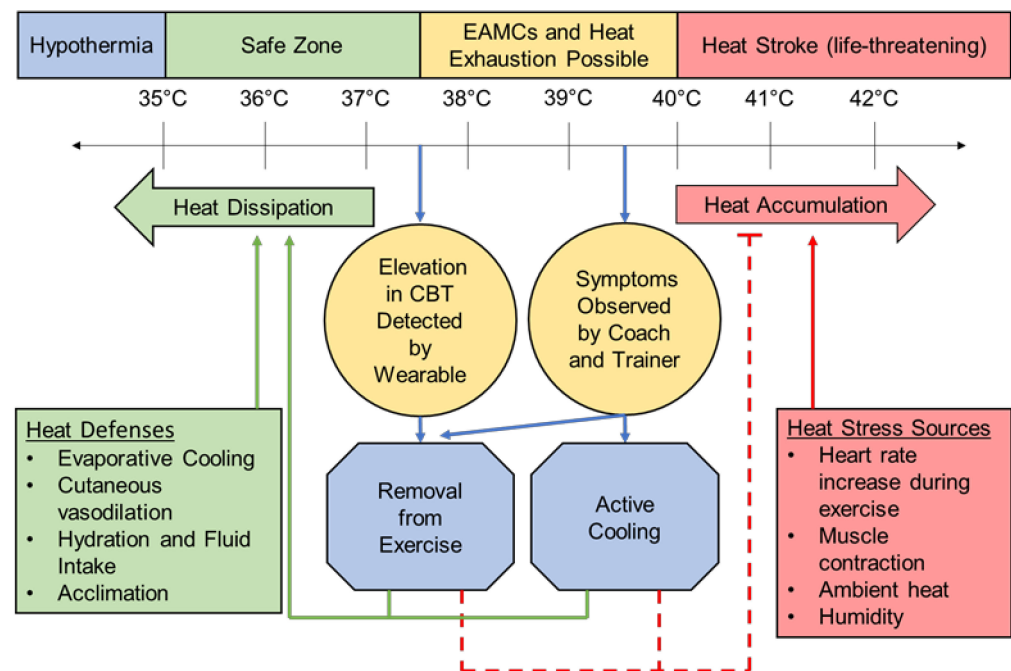 Hypothermia
Safe Zone
EAMCs and Heat
Exhaustion Possible
Heat Stroke (life-threatening)
35°C
36°C
37°C
38°C
39°C
40°C
41°C
42°C
Heat Dissipation
Heat Accumulation
Elevation
in CBT
Detected
by
Wearable
Symptoms
Observed
by Coach
and Trainer
Heat Defenses
• Evaporative Cooling
• Cutaneous
vasodilation
• Hydration and Fluid
Intake
• Acclimation
Removal
from
Exercise
Active
Cooling
Heat Stress Sources
• Heart rate
increase during
exercise
• Muscle
contraction
• Ambient heat
• Humidity